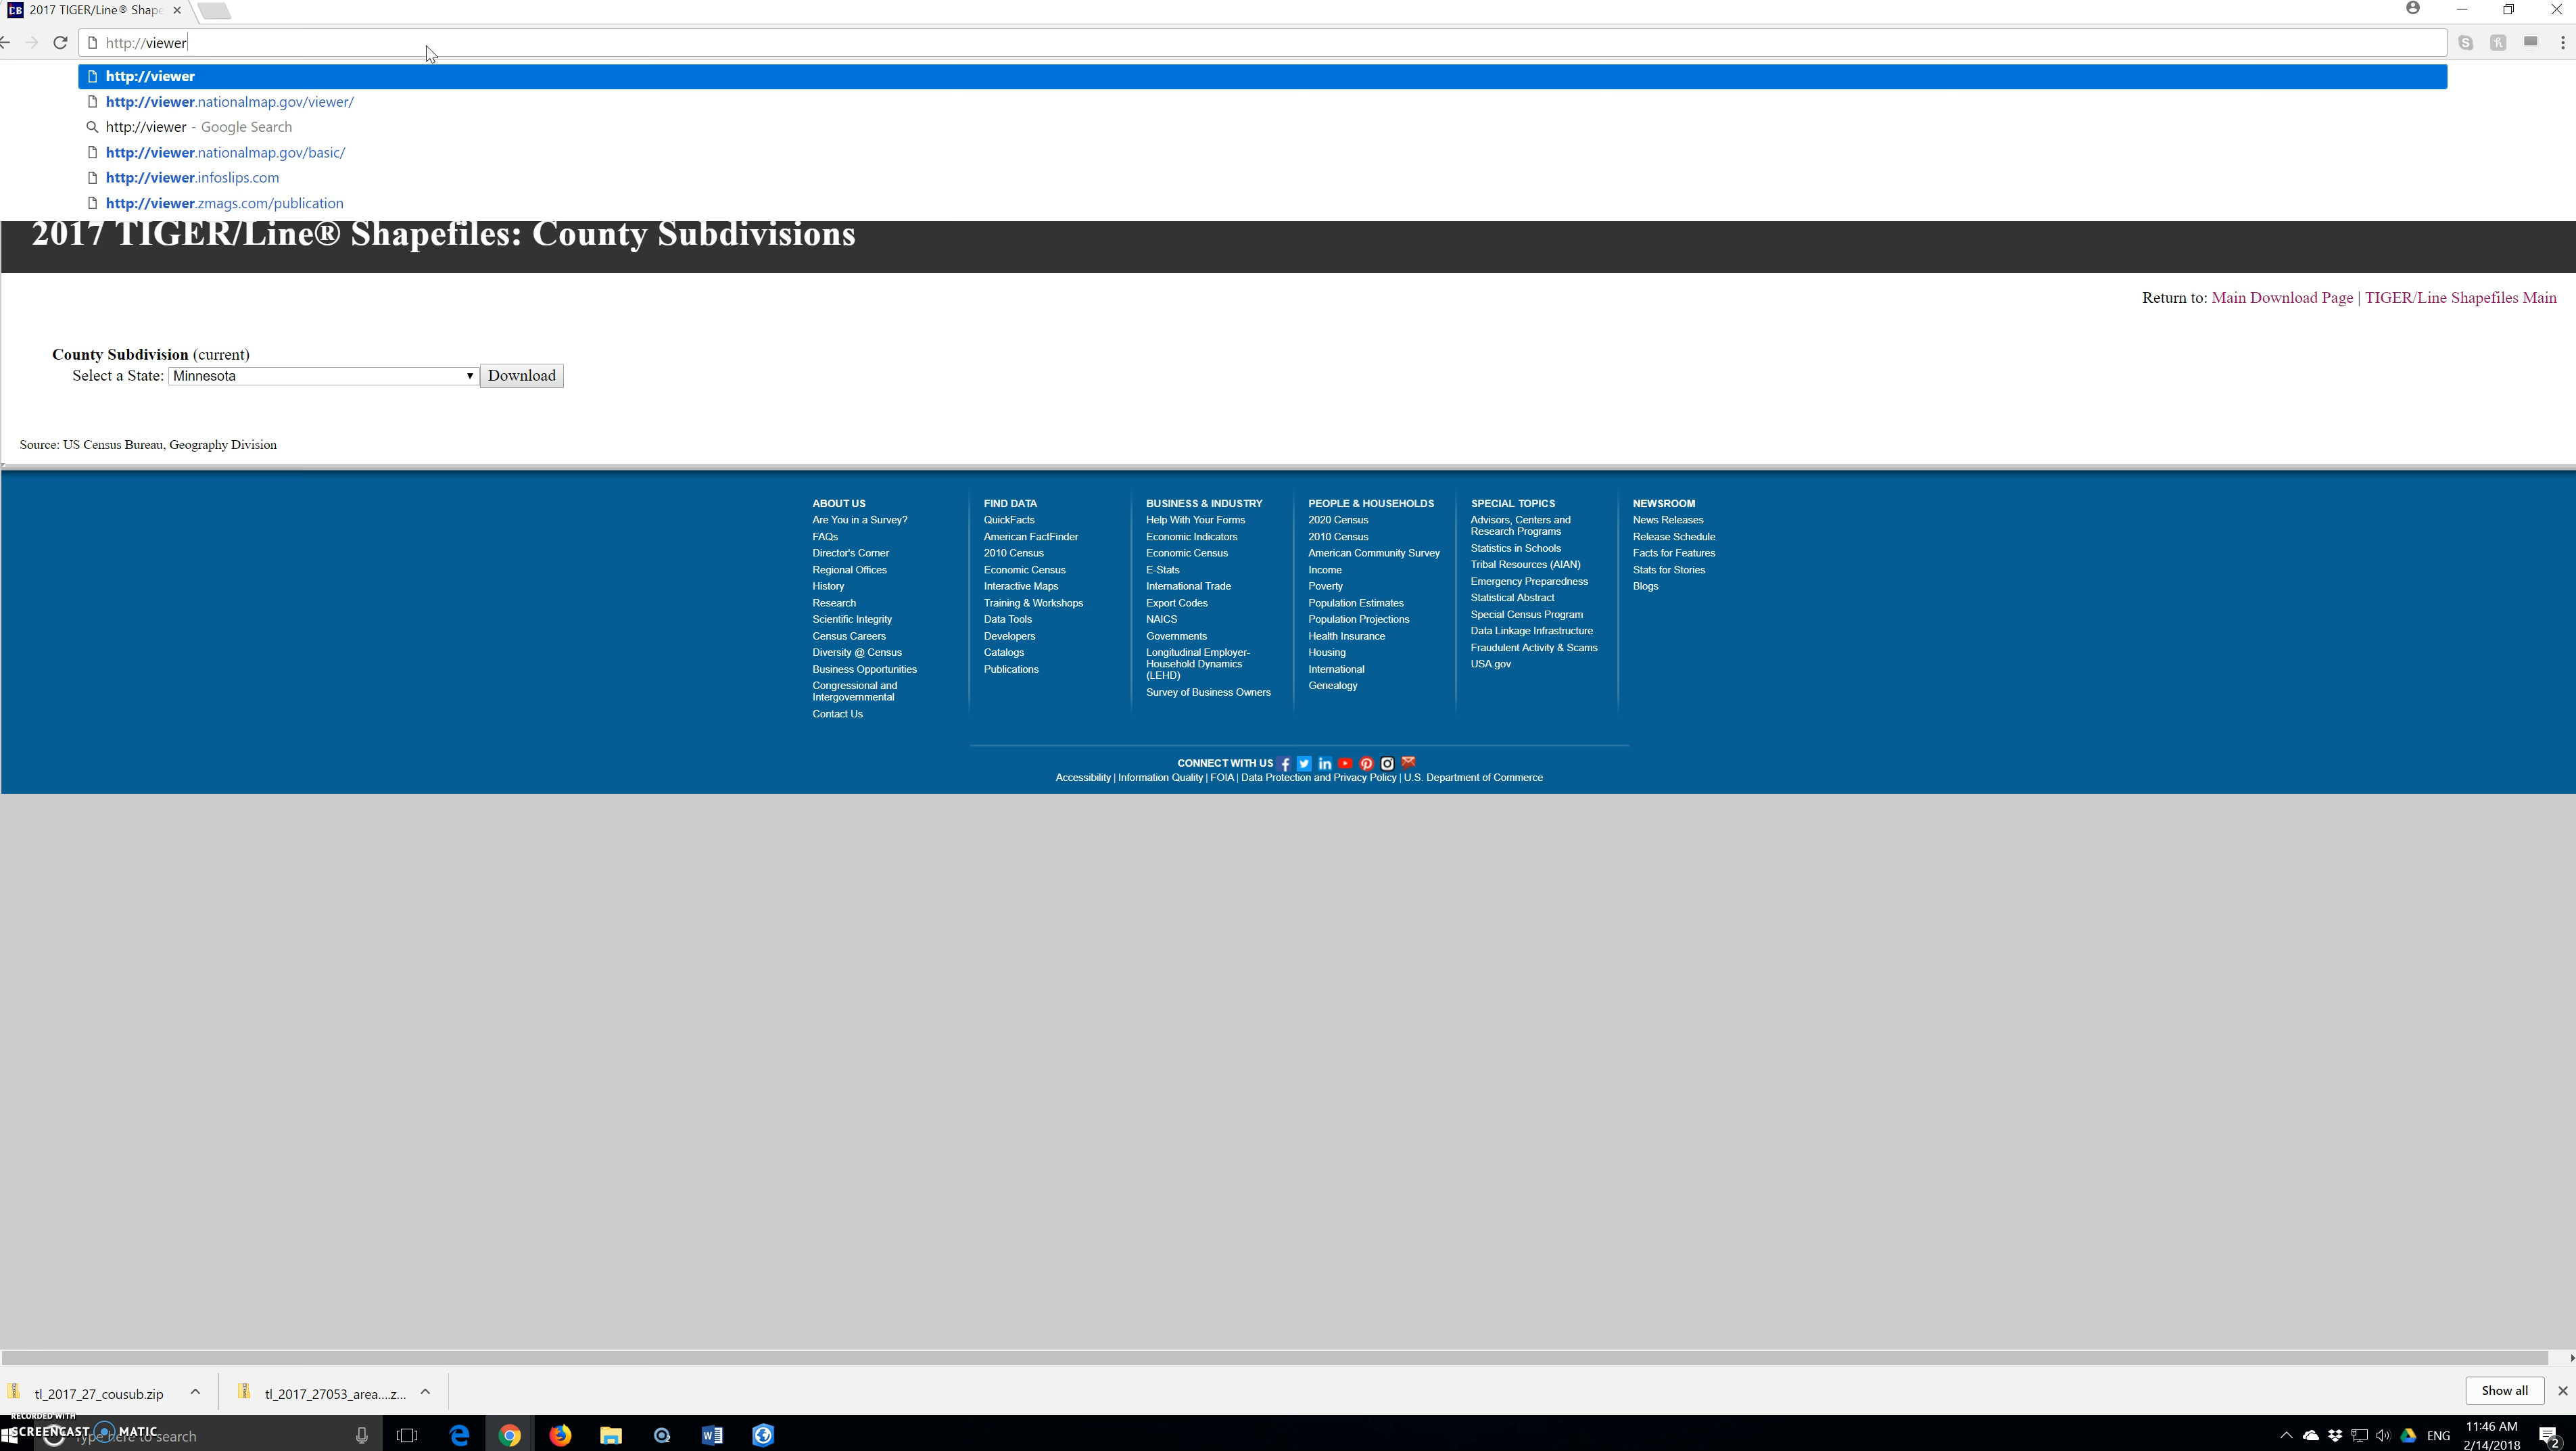 2017 TIGER/Line® Shape
http://viewer
http://viewer
http://viewer.nationalmap.gov/viewer/
http://viewer - Google Search
http://viewer.nationalmap.gov/basic/
http://viewer.infoslips.com
http://viewer.zmags.com/publication
2017 TIGER/Line® Shapefiles: County Subdivisions
Return to: Main Download Page | TIGER/Line Shapefiles Main
County Subdivision (current)
Select a State: Minnesota Download
Source: US Census Bureau, Geography Division
ABOUT US
Are You in a Survey?
FAQs
Director's Corner
Regional Offices
History
Research
Scientific Integrity
Census Careers
Diversity @ Census
Business Opportunities
Congressional and
Intergovernmental
Contact Us
FIND DATA
QuickFacts
American FactFinder
2010 Census
Economic Census
Interactive Maps
Training & Workshops
Data Tools
Developers
Catalogs
Publications
BUSINESS & INDUSTRY
Help With Your Forms
Economic Indicators
Economic Census
E-Stats
International Trade
Export Codes
NAICS
Governments
Longitudinal Employer-
Household Dynamics
(LEHD)
Survey of Business Owners
PEOPLE & HOUSEHOLDS
2020 Census
2010 Census
American Community Survey
Income
Poverty
Population Estimates
Population Projections
Health Insurance
Housing
International
Genealogy
SPECIAL TOPICS
Advisors, Centers and
Research Programs
Statistics in Schools
Tribal Resources (AIAN)
Emergency Preparedness
Statistical Abstract
Special Census Program
Data Linkage Infrastructure
Fraudulent Activity & Scams
USA.gov
NEWSROOM
News Releases
Release Schedule
Facts for Features
Stats for Stories
Blogs
CONNECT WITH US
Accessibility | Information Quality | FOIA | Data Protection and Privacy Policy | U.S. Department of Commerce
tl_2017_27_cousub.zip
tl_2017_27053_area....z...
Show all
RECORDED WITH
SCREENCAST MATIC
Type here to search
ENG
11:46 AM
2/14/2018
2